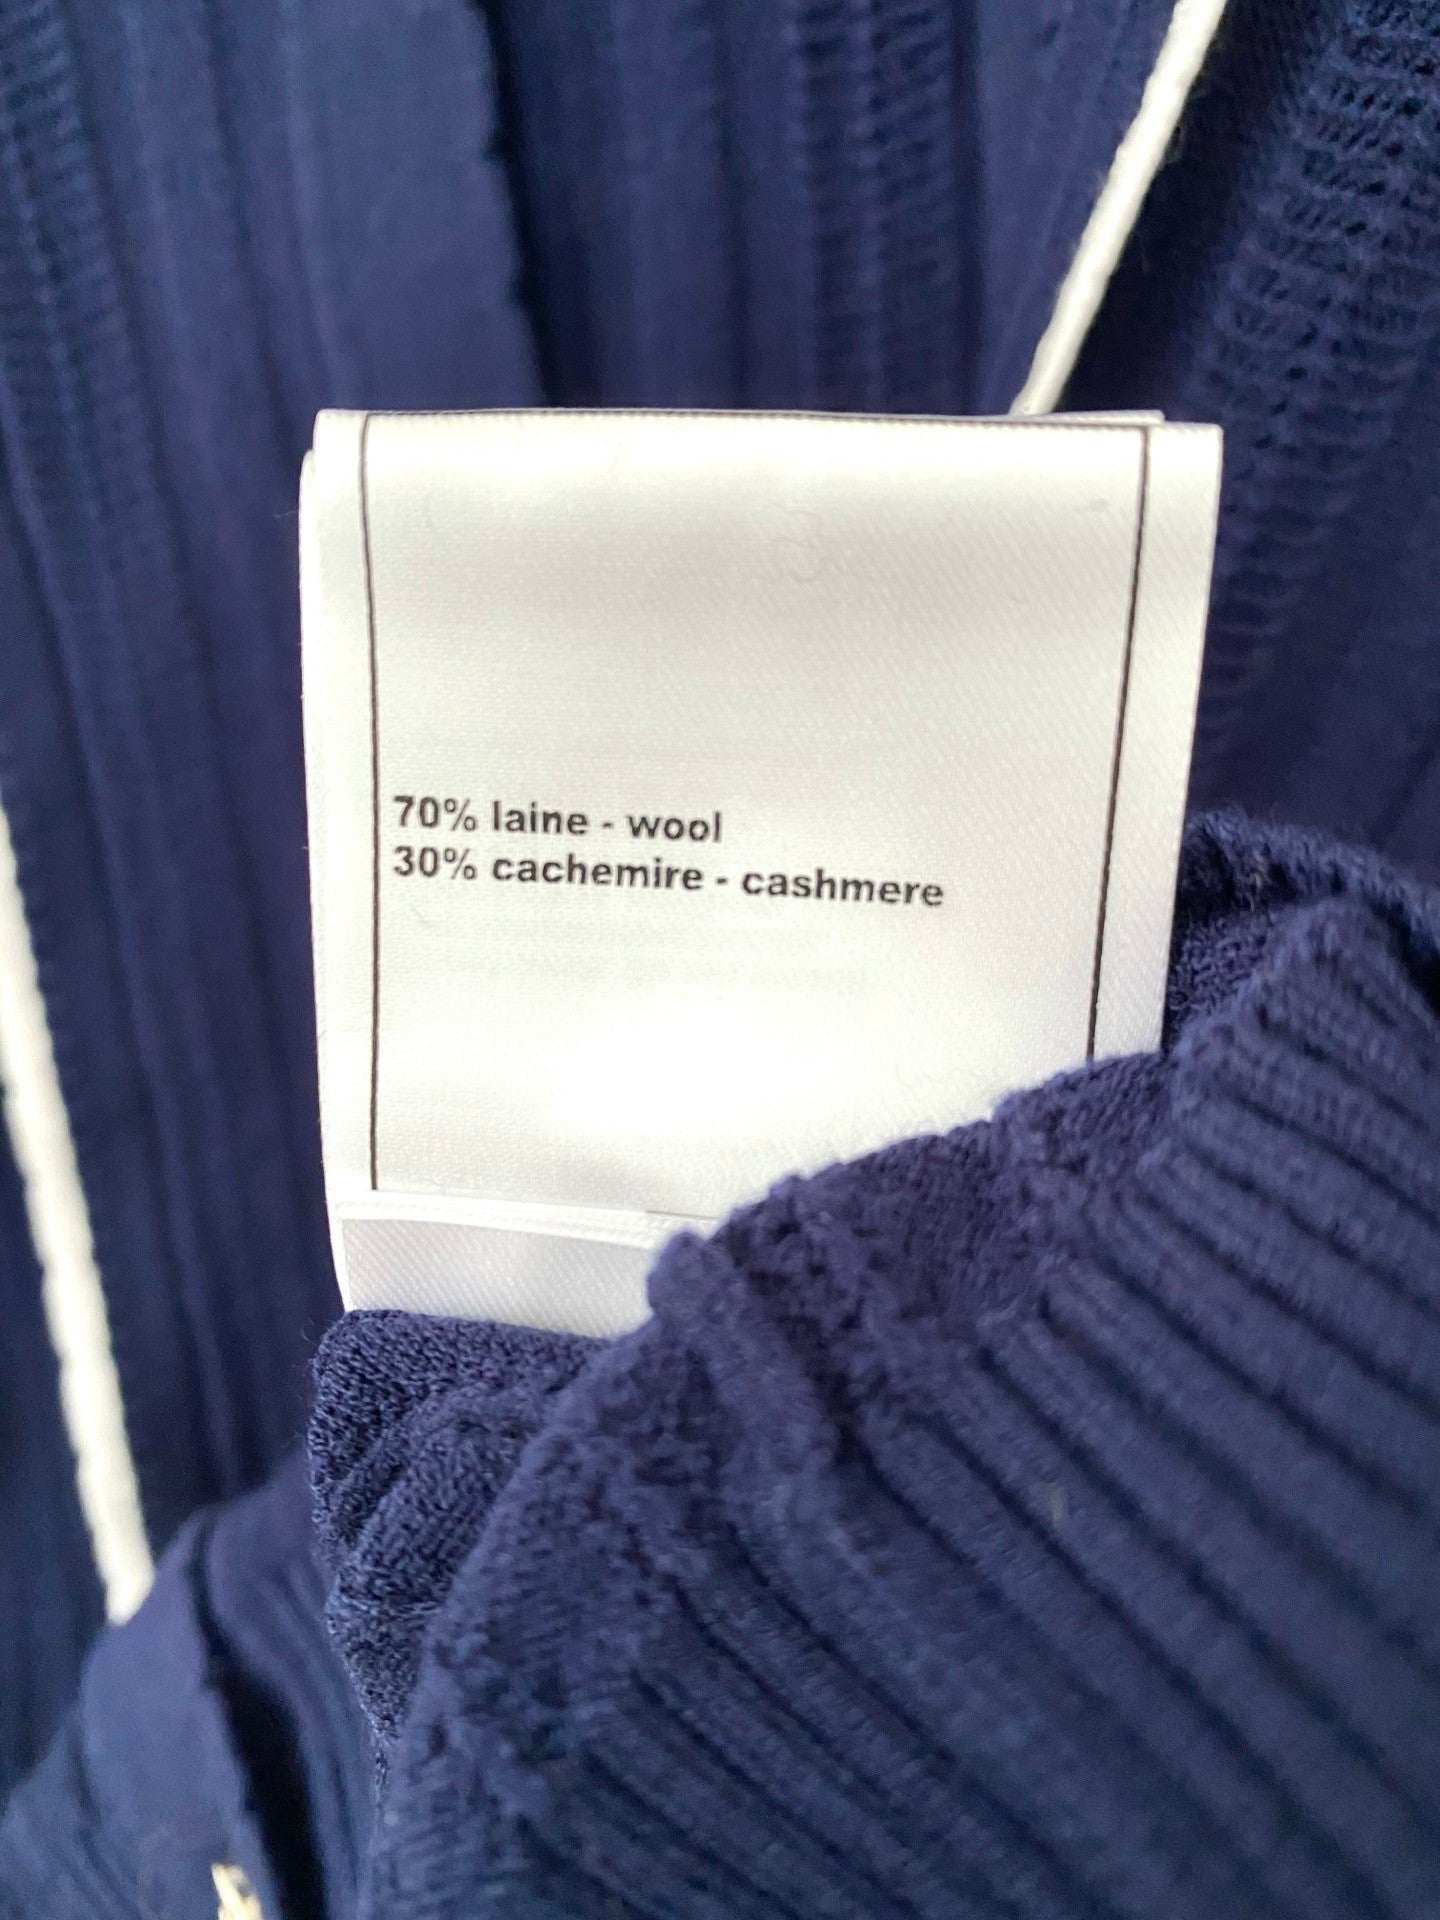 70% laine - wool
30% cachemire - cashmere